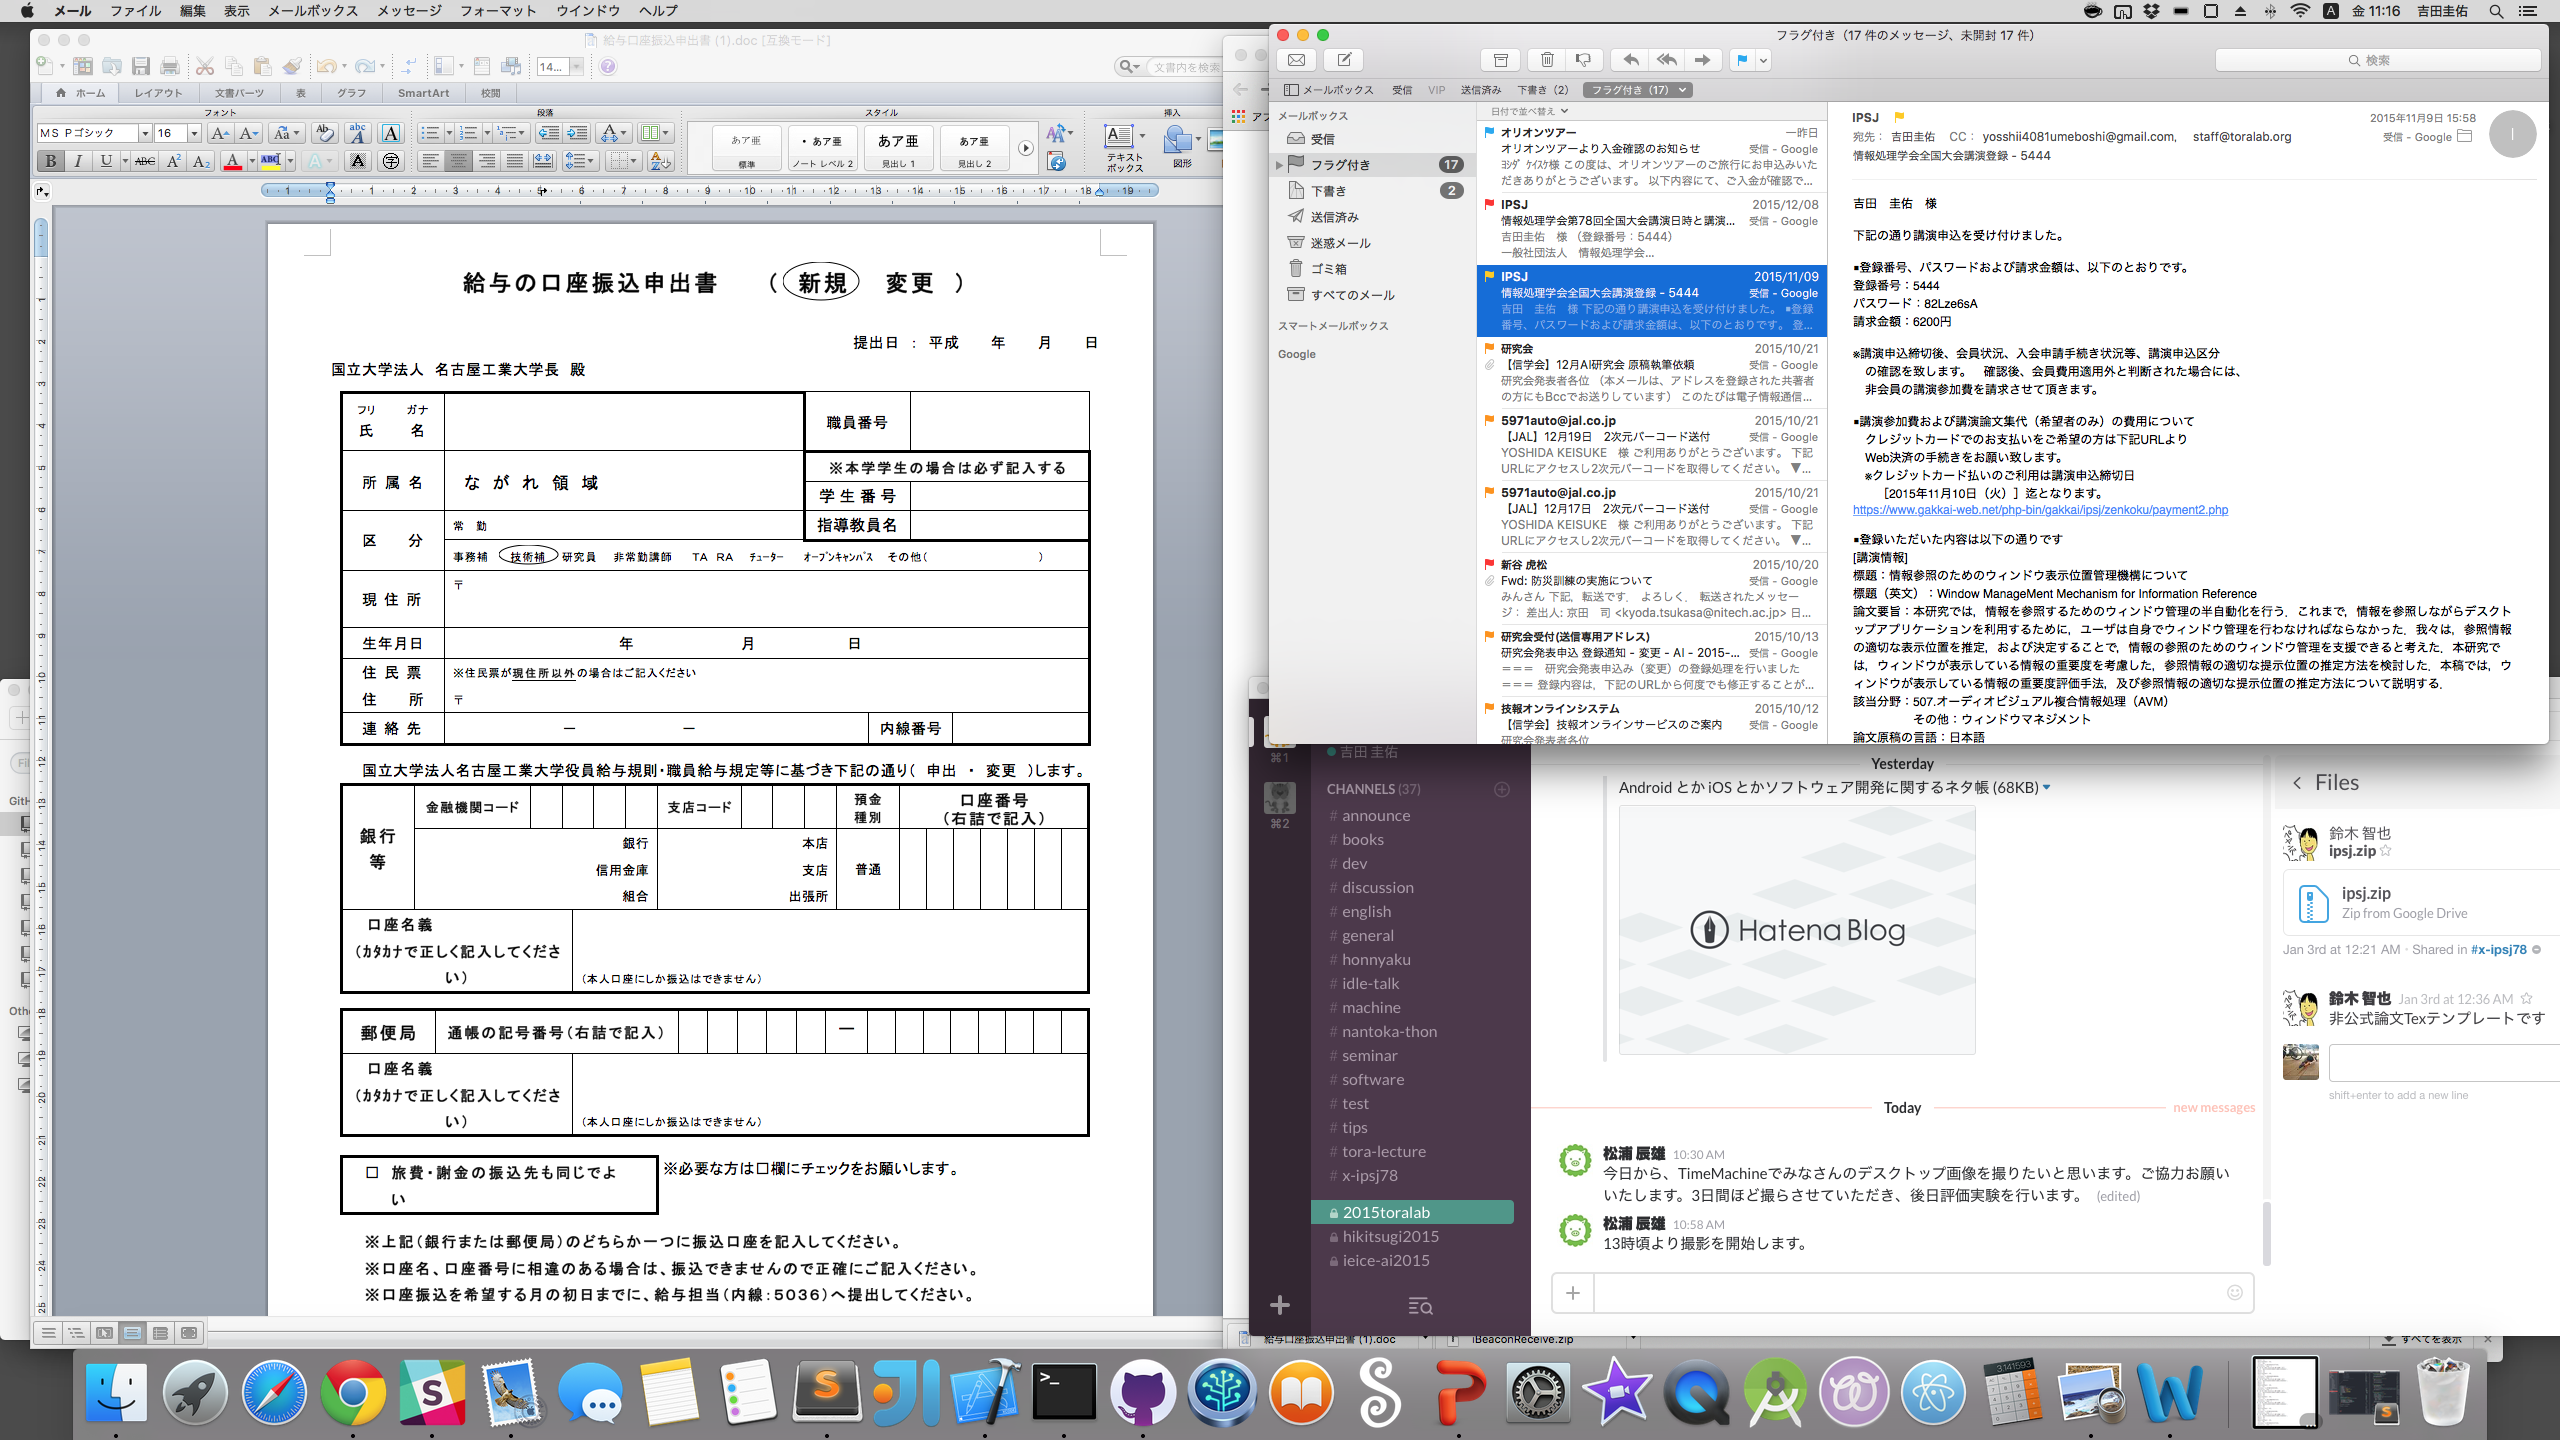 メール ファイル 編集 表示 メールボックス メッセージ フォーマット ウインドウ ヘルプ
金 11:16 吉田圭佑
給与口座振込申出書 (1).doc [互換モード]
文書内を検索
ホーム レイアウト 文書パーツ 表 グラフ SmartArt 校閲
フォント 段落 スタイル 挿入
MS Pゴシック 16
あア亜 標準
・あア亜 ノート レベル 2
あア亜 見出し 1
あア亜 見出し 2
テキスト ボックス
図形
給与の口座振込申出書 （ 新規 変更 ）
提出日 : 平成 年 月 日
国立大学法人 名古屋工業大学長 殿
フリ ガナ
氏 名
職員番号
所属名 ながれ領域
※本学学生の場合は必ず記入する
学生番号
指導教員名
区 分
常 勤
事務補 技術補 研究員 非常勤講師 TA RA ﾁｭｰﾀｰ ｵｰﾌﾟﾝｷｬﾝﾊﾟｽ その他( )
現住所 〒
生年月日 年 月 日
住民票
住 所
※住民票が現住所以外の場合はご記入ください
〒
連絡先 － － 内線番号
国立大学法人名古屋工業大学役員給与規則・職員給与規定等に基づき下記の通り( 申出 ・ 変更 )します。
銀行等
金融機関コード 支店コード 預金種別 口座番号（右詰で記入）
銀行 本店
信用金庫 支店 普通
組合 出張所
口座名義
（ｶﾀｶﾅで正しく記入してください）
（本人口座にしか振込はできません）
郵便局 通帳の記号番号（右詰で記入） －
口座名義
（ｶﾀｶﾅで正しく記入してください）
（本人口座にしか振込はできません）
□ 旅費・謝金の振込先も同じでよい
※必要な方は□欄にチェックをお願いします。
※上記（銀行または郵便局）のどちらか一つに振込口座を記入してください。
※口座名、口座番号に相違のある場合は、振込できませんので正確にご記入ください。
※口座振込を希望する月の初日までに、給与担当（内線：5036）へ提出してください。
フラグ付き（17 件のメッセージ、未開封 17 件）
検索
メールボックス 受信 VIP 送信済み 下書き (2) フラグ付き (17)
メールボックス
受信
フラグ付き 17
下書き 2
送信済み
迷惑メール
ゴミ箱
すべてのメール
スマートメールボックス
Google
日付で並べ替え
オリオンツアー 一昨日
オリオンツアーより入金確認のお知らせ 受信 - Google
ﾖｼﾀﾞ ｹｲｽｹ様 この度は、オリオンツアーのご旅行にお申込みいただきありがとうございます。 以下内容にて、ご入金が確認で…
IPSJ 2015/12/08
情報処理学会第78回全国大会講演日時と講演… 受信 - Google
吉田圭佑 様 （登録番号：5444）
一般社団法人 情報処理学会…
IPSJ 2015/11/09
情報処理学会全国大会講演登録 - 5444 受信 - Google
吉田 圭佑 様 下記の通り講演申込を受け付けました。 ■登録番号、パスワードおよび請求金額は、以下のとおりです。 登…
研究会 2015/10/21
【信学会】12月AI研究会 原稿執筆依頼 受信 - Google
研究会発表者各位 （本メールは、アドレスを登録された共著者の方にもBccでお送りしています） このたびは電子情報通信…
5971auto@jal.co.jp 2015/10/21
【JAL】12月19日 2次元バーコード送付 受信 - Google
YOSHIDA KEISUKE 様 ご利用ありがとうございます。 下記URLにアクセスし2次元バーコードを取得してください。 ▼…
5971auto@jal.co.jp 2015/10/21
【JAL】12月17日 2次元バーコード送付 受信 - Google
YOSHIDA KEISUKE 様 ご利用ありがとうございます。 下記URLにアクセスし2次元バーコードを取得してください。 ▼…
新谷 虎松 2015/10/20
Fwd: 防災訓練の実施について 受信 - Google
みんさん 下記，転送です． よろしく． 転送されたメッセージ： 差出人: 京田 司 <kyoda.tsukasa@nitech.ac.jp> 日…
研究会受付(送信専用アドレス) 2015/10/13
研究会発表申込 登録通知 - 変更 - AI - 2015-… 受信 - Google
＝＝＝ 研究会発表申込み（変更）の登録処理を行いました ＝＝＝ 登録内容は，下記のURLから何度でも修正することが…
技報オンラインシステム 2015/10/12
【信学会】技報オンラインサービスのご案内 受信 - Google
研究会発表者各位
IPSJ 2015年11月9日 15:58
宛先： 吉田圭佑 CC： yosshii4081umeboshi@gmail.com, staff@toralab.org 受信 - Google
情報処理学会全国大会講演登録 - 5444
吉田 圭佑 様
下記の通り講演申込を受け付けました。
■登録番号、パスワードおよび請求金額は、以下のとおりです。
登録番号：5444
パスワード：82Lze6sA
請求金額：6200円
※講演申込締切後、会員状況、入会申請手続き状況等、講演申込区分
の確認を致します。 確認後、会員費用適用外と判断された場合には、
非会員の講演参加費を請求させて頂きます。
■講演参加費および講演論文集代（希望者のみ）の費用について
クレジットカードでのお支払いをご希望の方は下記URLより
Web決済の手続きをお願い致します。
※クレジットカード払いのご利用は講演申込締切日
［2015年11月10日（火）］迄となります。
https://www.gakkai-web.net/php-bin/gakkai/ipsj/zenkoku/payment2.php
■登録いただいた内容は以下の通りです
[講演情報]
標題：情報参照のためのウィンドウ表示位置管理機構について
標題（英文）：Window ManageMent Mechanism for Information Reference
論文要旨：本研究では，情報を参照するためのウィンドウ管理の半自動化を行う．これまで，情報を参照しながらデスクト
ップアプリケーションを利用するために，ユーザは自身でウィンドウ管理を行わなければならなかった．我々は，参照情報
の適切な表示位置を推定，および決定することで，情報の参照のためのウィンドウ管理を支援できると考えた．本研究で
は，ウィンドウが表示している情報の重要度を考慮した，参照情報の適切な提示位置の推定方法を検討した．本稿では，ウ
ィンドウが表示している情報の重要度評価手法，及び参照情報の適切な提示位置の推定方法について説明する．
該当分野：507.オーディオビジュアル複合情報処理（AVM）
その他：ウィンドウマネジメント
論文原稿の言語：日本語
⌘1
⌘2
吉田 圭佑
CHANNELS (37)
# announce
# books
# dev
# discussion
# english
# general
# honnyaku
# idle-talk
# machine
# nantoka-thon
# seminar
# software
# test
# tips
# tora-lecture
# x-ipsj78
2015toralab
hikitsugi2015
ieice-ai2015
Yesterday
Android とか iOS とかソフトウェア開発に関するネタ帳 (68KB)
Hatena Blog
Today new messages
松浦 辰雄 10:30 AM
今日から、TimeMachineでみなさんのデスクトップ画像を撮りたいと思います。ご協力お願い
いたします。3日間ほど撮らさせていただき、後日評価実験を行います。 (edited)
松浦 辰雄 10:58 AM
13時頃より撮影を開始します。
Files
鈴木 智也
ipsj.zip
ipsj.zip
Zip from Google Drive
Jan 3rd at 12:21 AM · Shared in #x-ipsj78
鈴木 智也 Jan 3rd at 12:36 AM
非公式論文Texテンプレートです
shift+enter to add a new line
給与口座振込申出書 (1).doc iBeaconReceive.zip すべてを表示